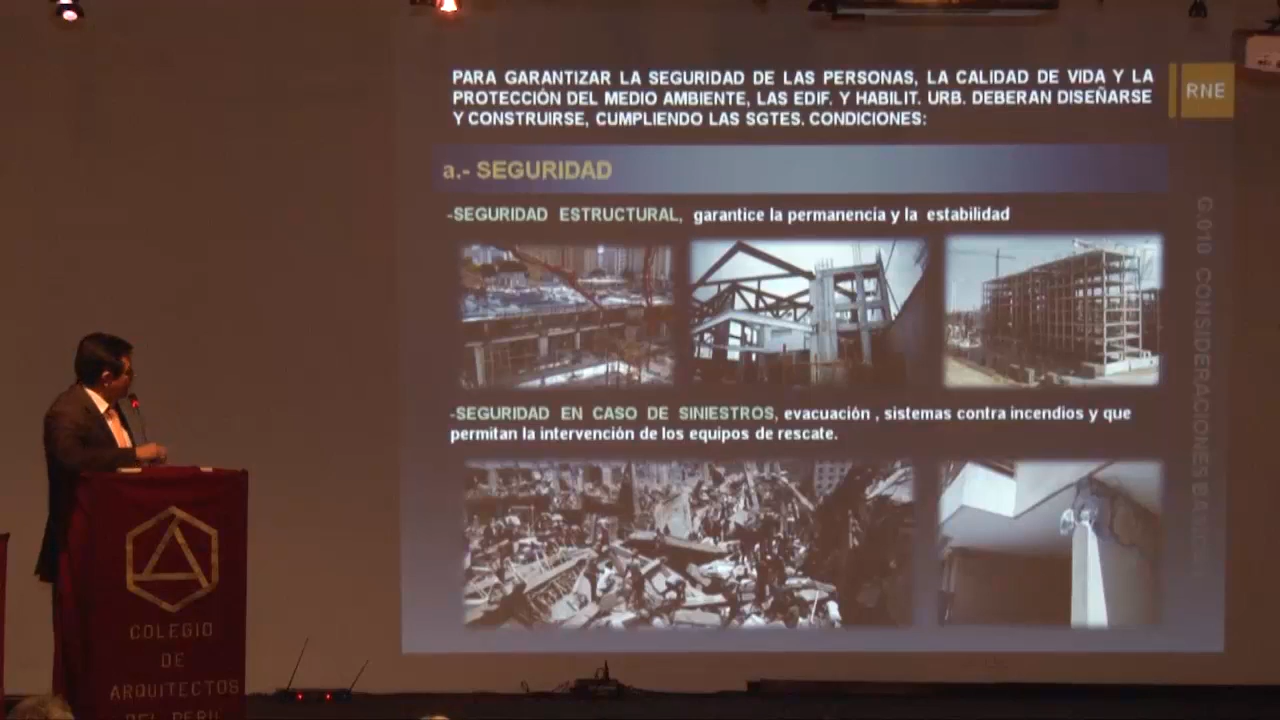 PARA GARANTIZAR LA SEGURIDAD DE LAS PERSONAS, LA CALIDAD DE VIDA Y LA
PROTECCIÓN DEL MEDIO AMBIENTE, LAS EDIF. Y HABILIT. URB. DEBERAN DISEÑARSE
Y CONSTRUIRSE, CUMPLIENDO LAS SGTES. CONDICIONES:
RNE
a.- SEGURIDAD
-SEGURIDAD ESTRUCTURAL, garantice la permanencia y la estabilidad
-SEGURIDAD EN CASO DE SINIESTROS, evacuación , sistemas contra incendios y que
permitan la intervención de los equipos de rescate.
G.010 CONSIDERACIONES
COLEGIO
DE
ARQUITECTOS
DEL PERU